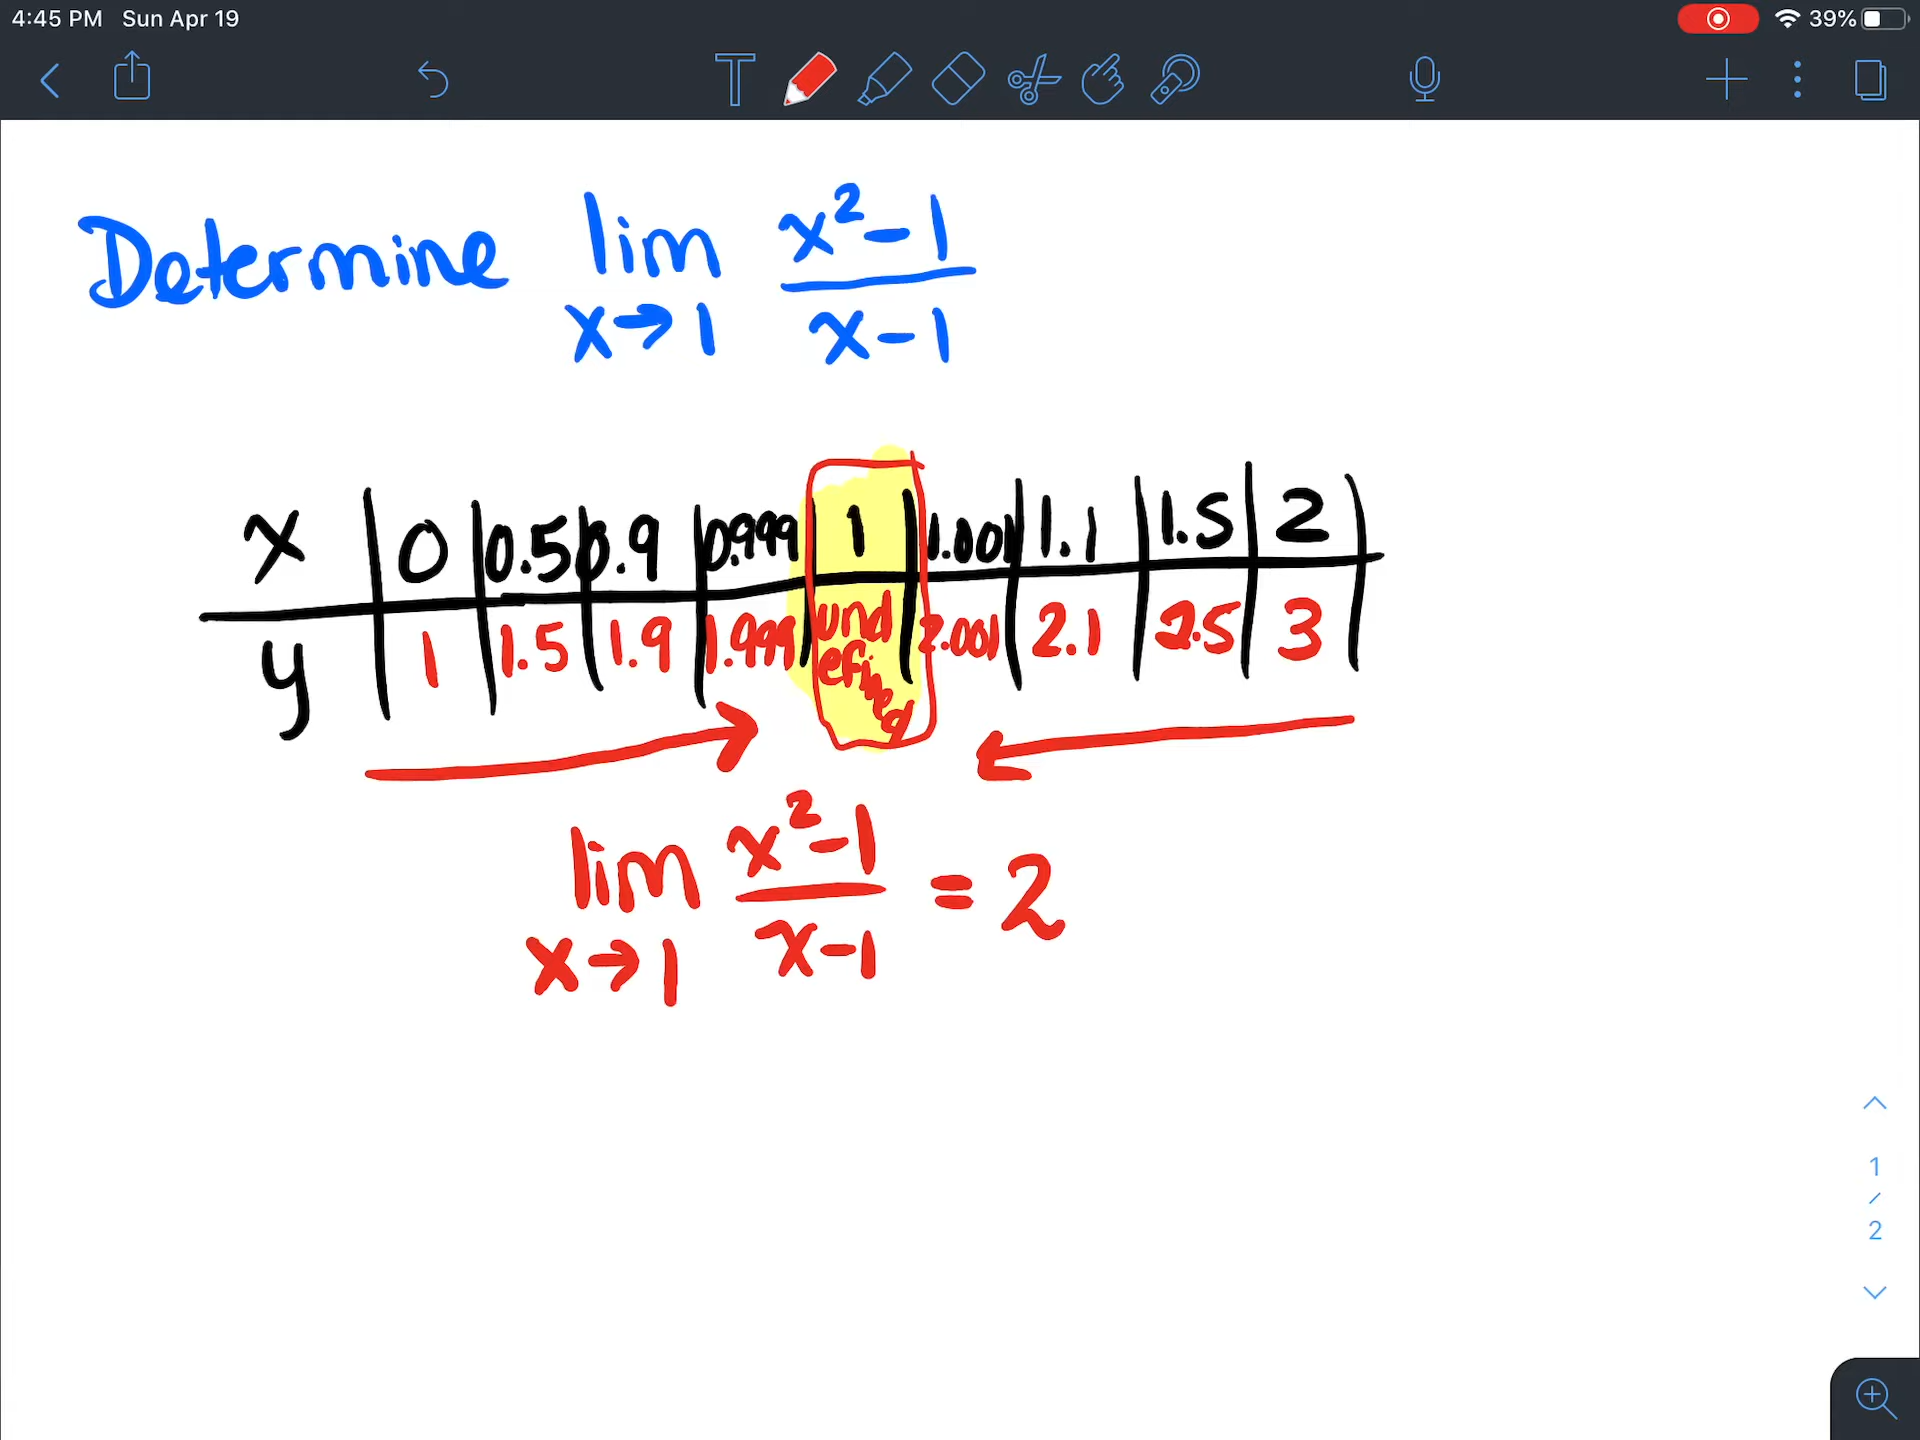 4:45 PM Sun Apr 19 39%
T
Determine lim x→1 x²-1 / x-1
x | 0 | 0.5 | 0.9 | 0.999 | 1 | 1.001 | 1.1 | 1.5 | 2
y | 1 | 1.5 | 1.9 | 1.999 | undefined | 2.001 | 2.1 | 2.5 | 3
lim x→1 x²-1 / x-1 = 2
1
/
2